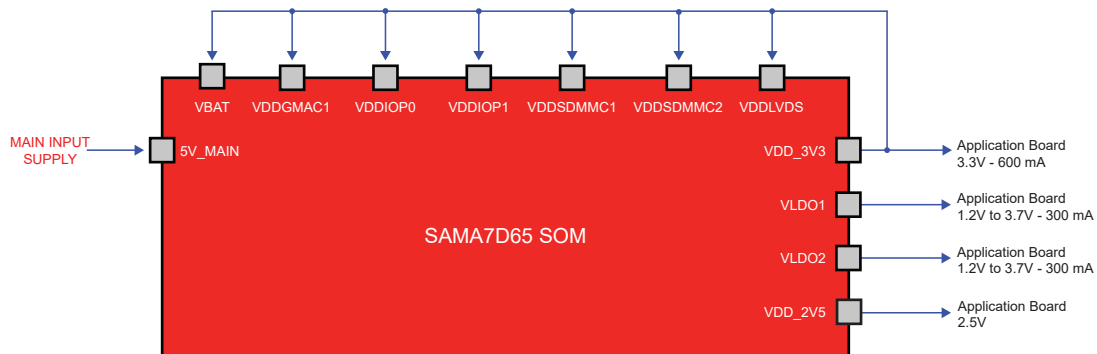 VBAT
VDDGMAC1
VDDIOP0
VDDIOP1
VDDSDMMC1
VDDSDMMC2
VDDLVDS
MAIN INPUT
SUPPLY
5V_MAIN
VDD_3V3
Application Board
3.3V - 600 mA
VLDO1
Application Board
1.2V to 3.7V - 300 mA
SAMA7D65 SOM
VLDO2
Application Board
1.2V to 3.7V - 300 mA
VDD_2V5
Application Board
2.5V